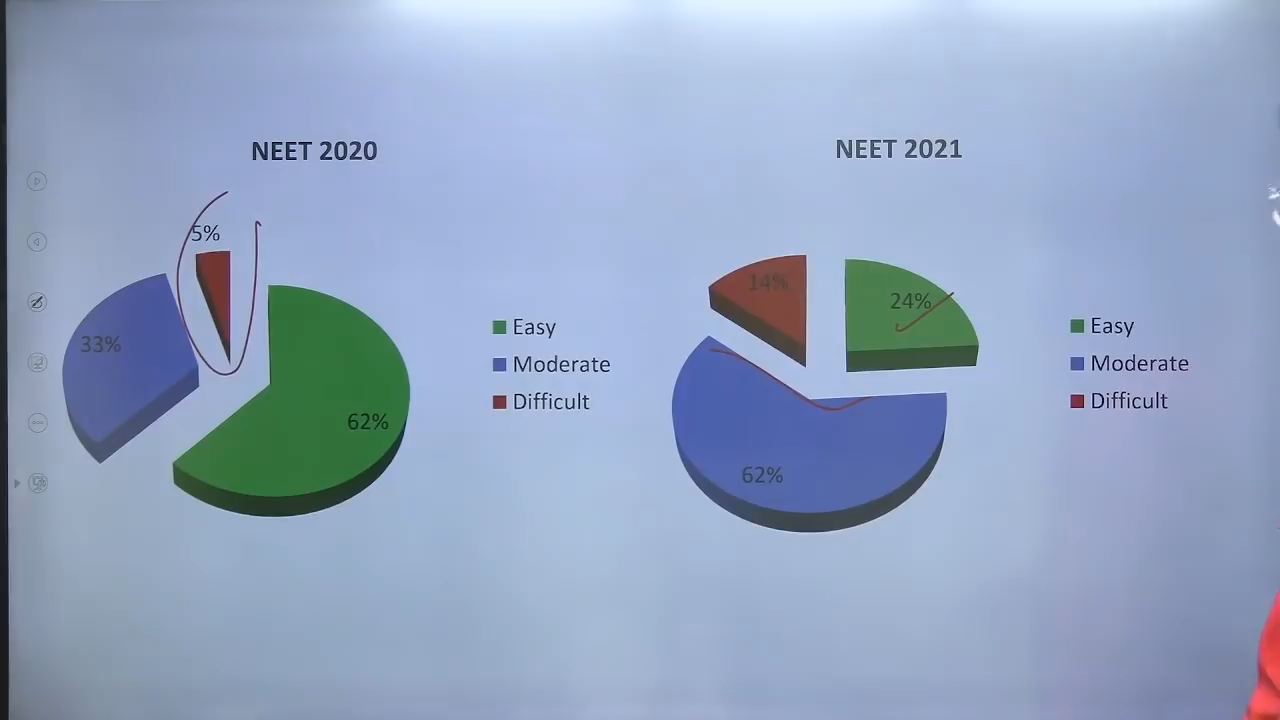 NEET 2020
5%
33%
62%
Easy
Moderate
Difficult
NEET 2021
14%
24%
62%
Easy
Moderate
Difficult